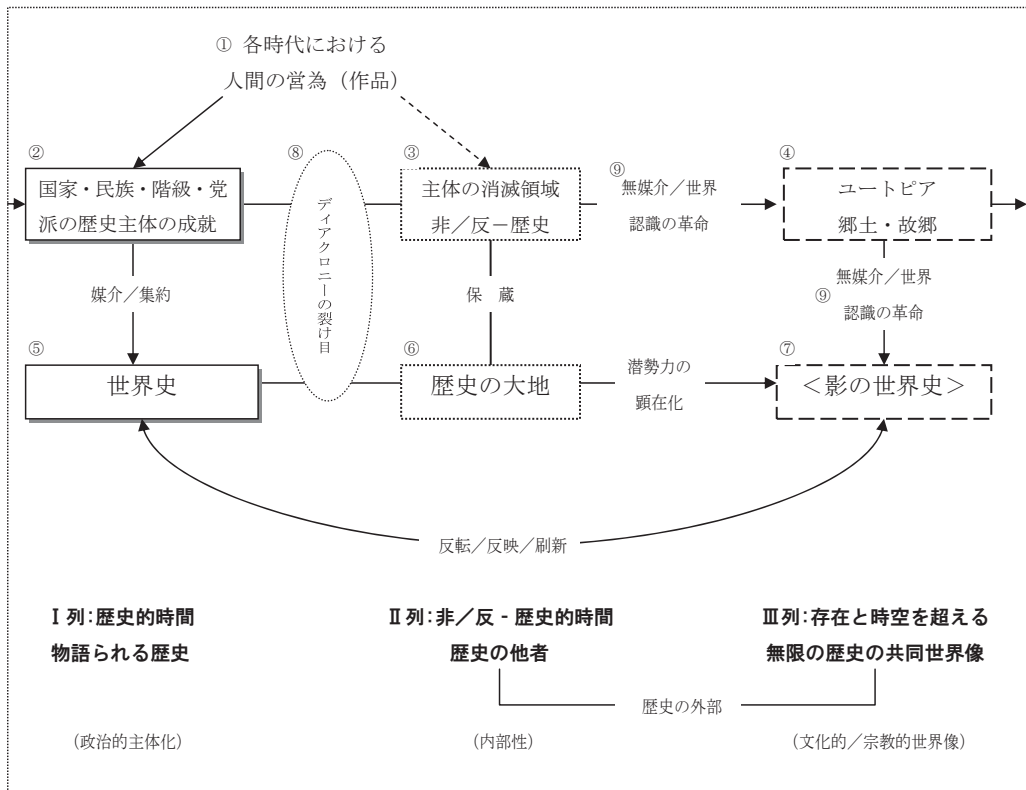 ① 各時代における
人間の営為（作品）
②
国家・民族・階級・党
派の歴史主体の成就
⑧
ディアクロニーの裂け目
③
主体の消滅領域
非／反－歴史
⑨
無媒介／世界
認識の革命
④
ユートピア
郷土・故郷
媒介／集約
保 蔵
無媒介／世界
⑨
認識の革命
⑤
世界史
⑥
歴史の大地
潜勢力の
顕在化
⑦
＜影の世界史＞
反転／反映／刷新
Ⅰ列：歴史的時間
物語られる歴史
Ⅱ列：非／反‐歴史的時間
歴史の他者
Ⅲ列：存在と時空を超える
無限の歴史の共同世界像
歴史の外部
（政治的主体化）
（内部性）
（文化的／宗教的世界像）